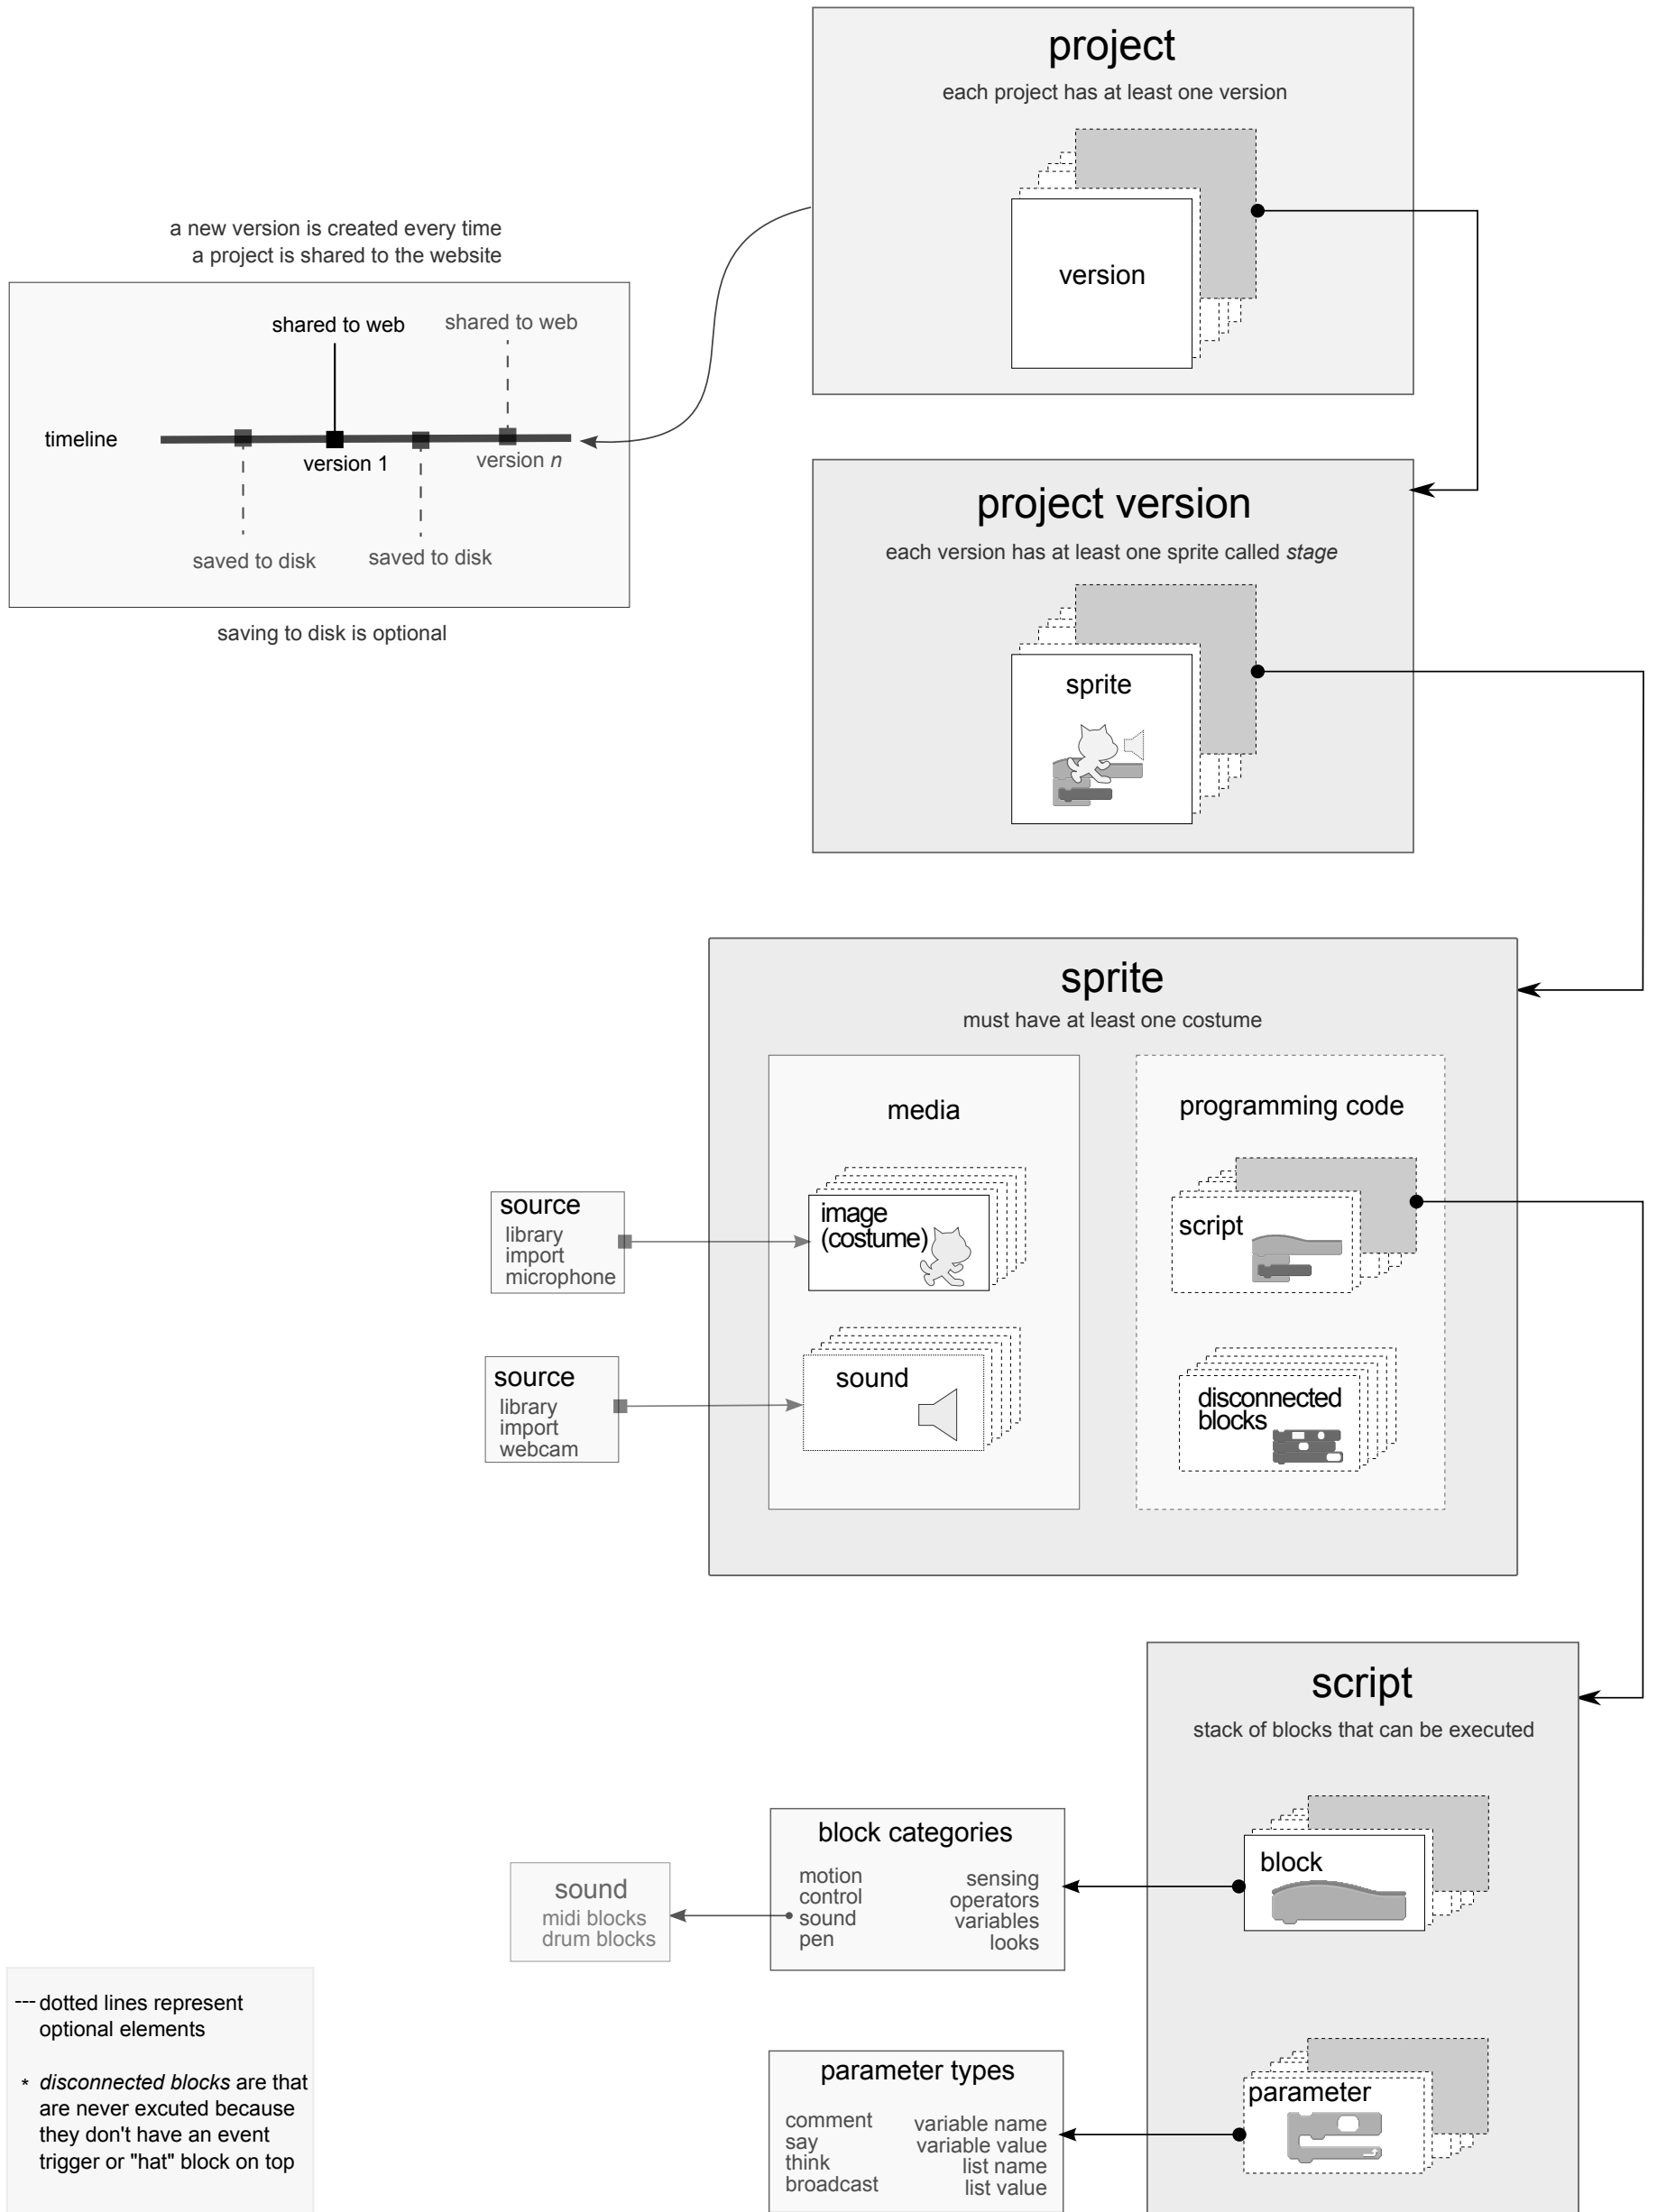 project
each project has at least one version
version
a new version is created every time
a project is shared to the website
shared to web
shared to web
timeline
version 1
version n
saved to disk
saved to disk
saving to disk is optional
project version
each version has at least one sprite called stage
sprite
sprite
must have at least one costume
media
programming code
source
library
import
microphone
image
(costume)
script
source
library
import
webcam
sound
disconnected
blocks
script
stack of blocks that can be executed
block categories
motion
control
sound
pen
sensing
operators
variables
looks
block
sound
midi blocks
drum blocks
parameter types
comment
say
think
broadcast
variable name
variable value
list name
list value
parameter
--- dotted lines represent
optional elements
* disconnected blocks are that
are never excuted because
they don't have an event
trigger or "hat" block on top